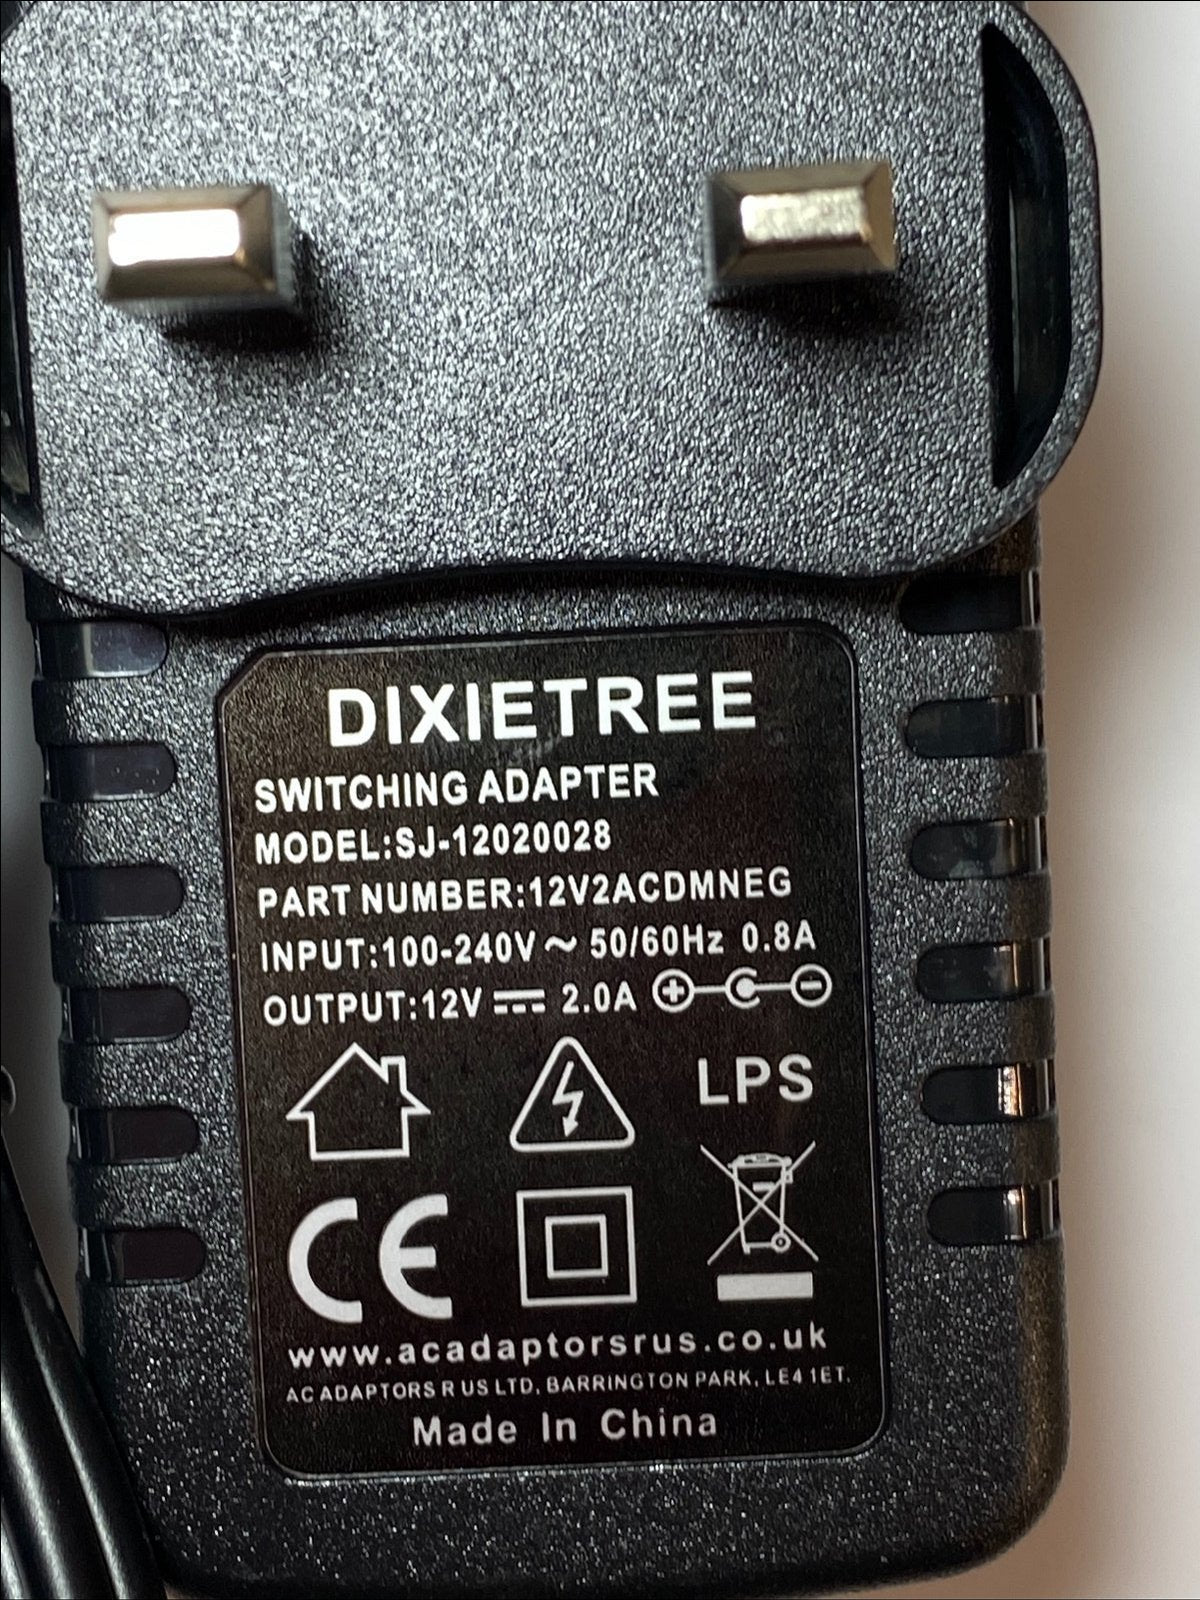 DIXIETREE
SWITCHING ADAPTER
MODEL:SJ-12020028
PART NUMBER:12V2ACDMNEG
INPUT:100-240V ~ 50/60Hz 0.8A
OUTPUT:12V ⎓ 2.0A
LPS
CE
www.acadaptorsrus.co.uk
AC ADAPTORS R US LTD, BARRINGTON PARK, LE4 1ET.
Made In China